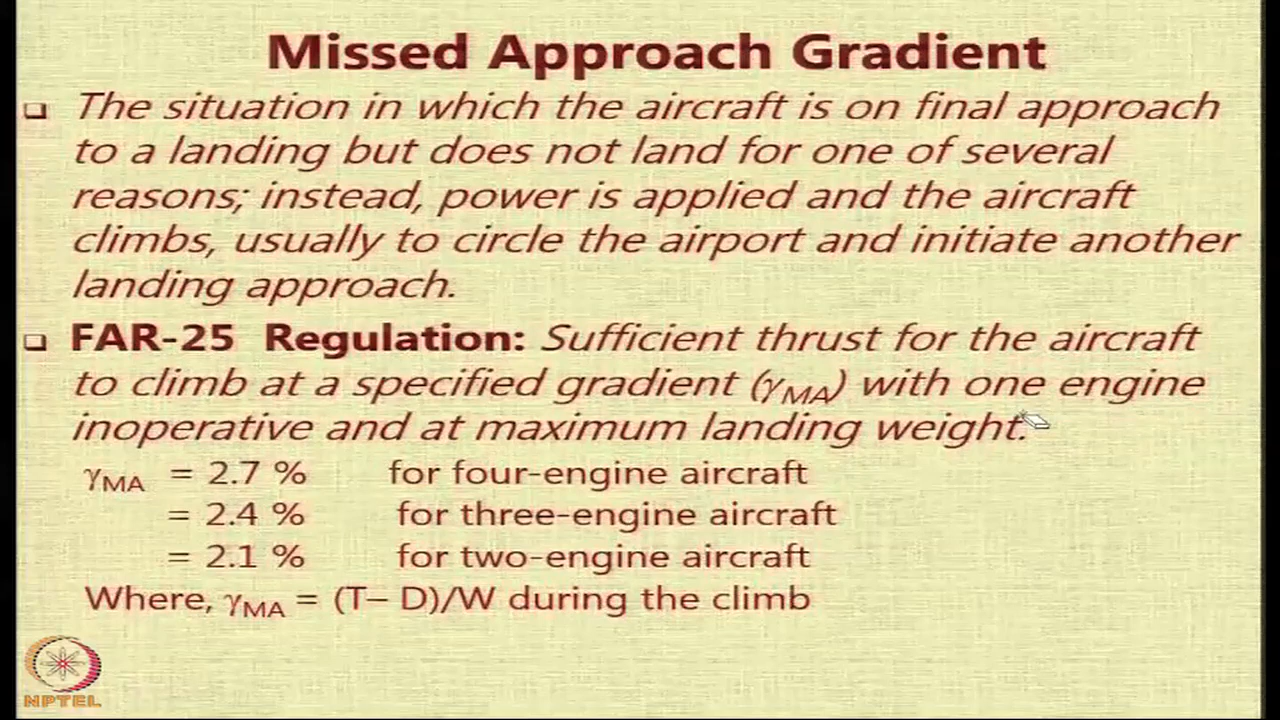 Missed Approach Gradient
❑ The situation in which the aircraft is on final approach
to a landing but does not land for one of several
reasons; instead, power is applied and the aircraft
climbs, usually to circle the airport and initiate another
landing approach.
❑ FAR-25 Regulation: Sufficient thrust for the aircraft
to climb at a specified gradient (γMA) with one engine
inoperative and at maximum landing weight.
γMA = 2.7 % for four-engine aircraft
= 2.4 % for three-engine aircraft
= 2.1 % for two-engine aircraft
Where, γMA = (T– D)/W during the climb
NPTEL